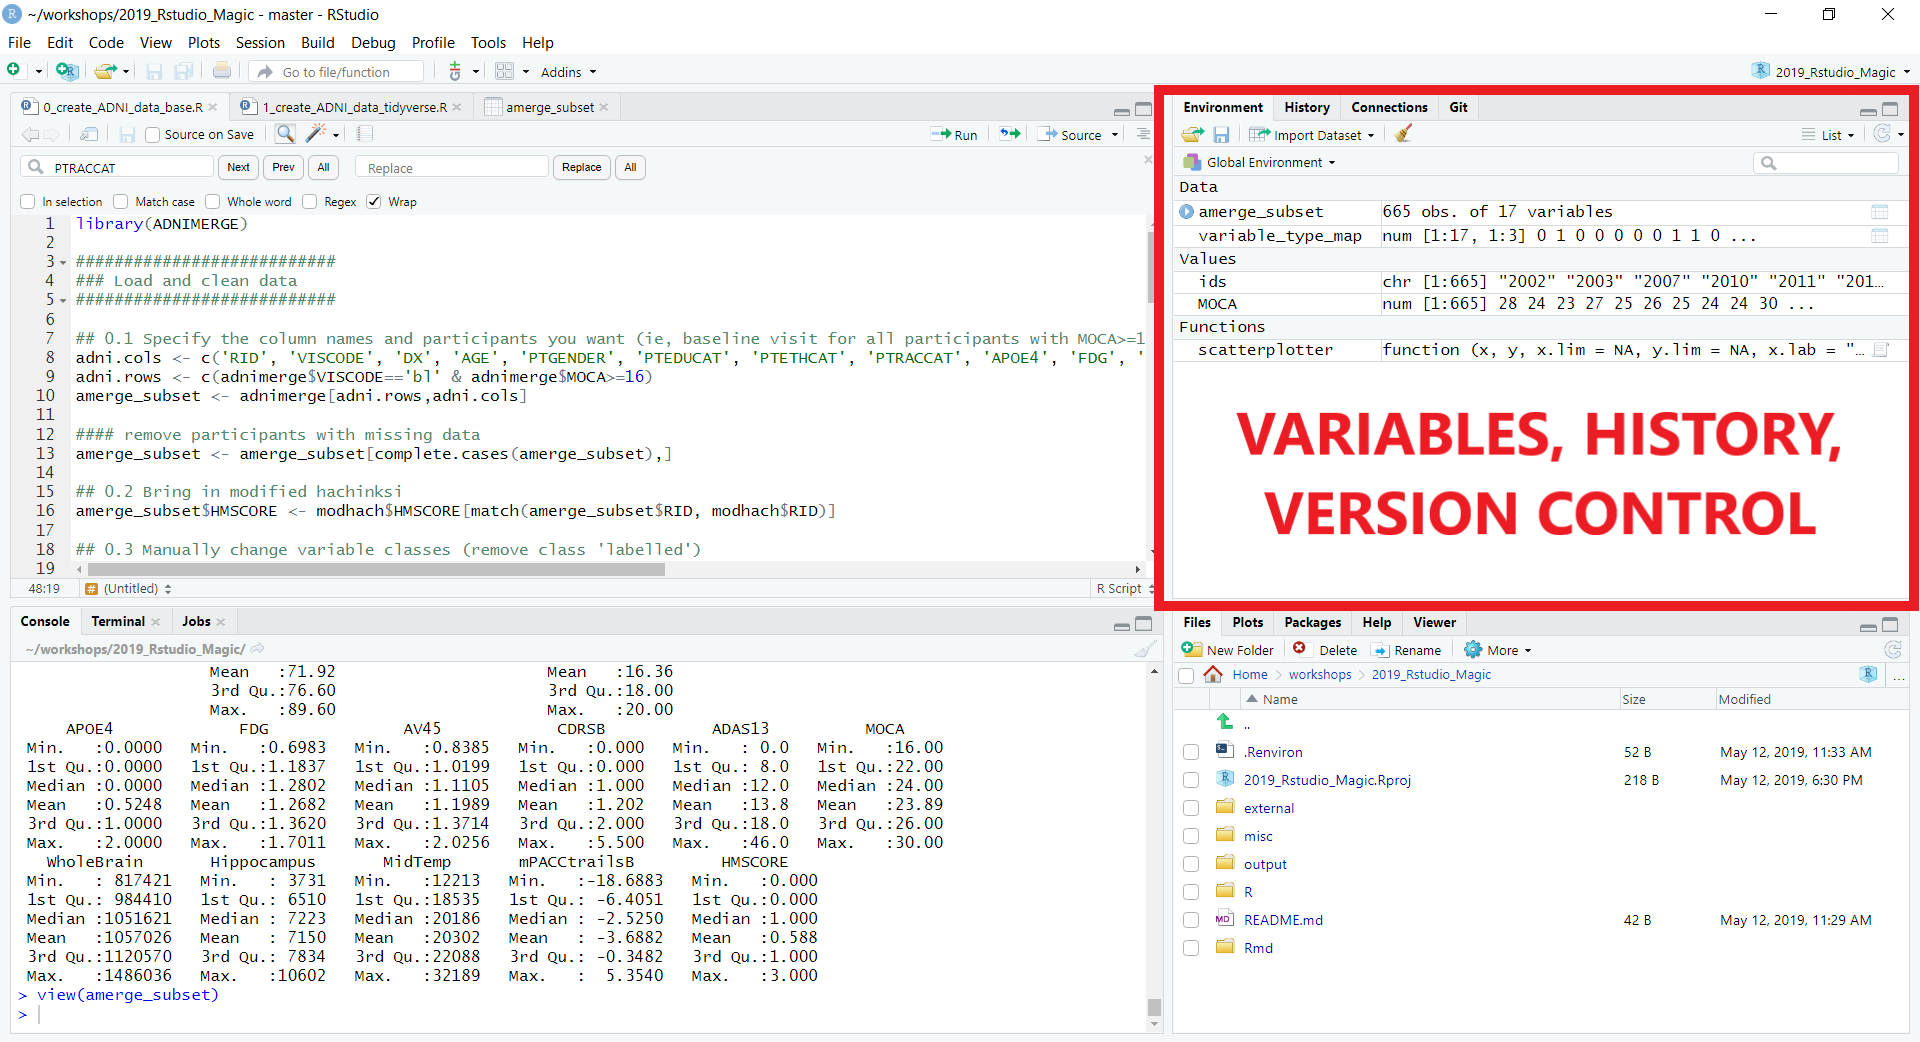 ~/workshops/2019_Rstudio_Magic - master - RStudio
File Edit Code View Plots Session Build Debug Profile Tools Help
Go to file/function Addins 2019_Rstudio_Magic
0_create_ADNI_data_base.R 1_create_ADNI_data_tidyverse.R amerge_subset
Source on Save Run Source
PTRACCAT Next Prev All Replace Replace All
In selection Match case Whole word Regex Wrap
1 library(ADNIMERGE)
2
3 ###########################
4 ### Load and clean data
5 ###########################
6
7 ## 0.1 Specify the column names and participants you want (ie, baseline visit for all participants with MOCA>=1
8 adni.cols <- c('RID', 'VISCODE', 'DX', 'AGE', 'PTGENDER', 'PTEDUCAT', 'PTETHCAT', 'PTRACCAT', 'APOE4', 'FDG', '
9 adni.rows <- c(adnimerge$VISCODE=='bl' & adnimerge$MOCA>=16)
10 amerge_subset <- adnimerge[adni.rows,adni.cols]
11
12 #### remove participants with missing data
13 amerge_subset <- amerge_subset[complete.cases(amerge_subset),]
14
15 ## 0.2 Bring in modified hachinksi
16 amerge_subset$HMSCORE <- modhach$HMSCORE[match(amerge_subset$RID, modhach$RID)]
17
18 ## 0.3 Manually change variable classes (remove class 'labelled')
19
48:19 # (Untitled) R Script
Environment History Connections Git
Import Dataset List
Global Environment
Data
amerge_subset 665 obs. of 17 variables
variable_type_map num [1:17, 1:3] 0 1 0 0 0 0 0 1 1 0 ...
Values
ids chr [1:665] "2002" "2003" "2007" "2010" "2011" "201…
MOCA num [1:665] 28 24 23 27 25 26 25 24 24 30 ...
Functions
scatterplotter function (x, y, x.lim = NA, y.lim = NA, x.lab = "…
VARIABLES, HISTORY,
VERSION CONTROL
Console Terminal Jobs
~/workshops/2019_Rstudio_Magic/
Mean :71.92 Mean :16.36
3rd Qu.:76.60 3rd Qu.:18.00
Max. :89.60 Max. :20.00
APOE4 FDG AV45 CDRSB ADAS13 MOCA
Min. :0.0000 Min. :0.6983 Min. :0.8385 Min. :0.000 Min. : 0.0 Min. :16.00
1st Qu.:0.0000 1st Qu.:1.1837 1st Qu.:1.0199 1st Qu.:0.000 1st Qu.: 8.0 1st Qu.:22.00
Median :0.0000 Median :1.2802 Median :1.1105 Median :1.000 Median :12.0 Median :24.00
Mean :0.5248 Mean :1.2682 Mean :1.1989 Mean :1.202 Mean :13.8 Mean :23.89
3rd Qu.:1.0000 3rd Qu.:1.3620 3rd Qu.:1.3714 3rd Qu.:2.000 3rd Qu.:18.0 3rd Qu.:26.00
Max. :2.0000 Max. :1.7011 Max. :2.0256 Max. :5.500 Max. :46.0 Max. :30.00
WholeBrain Hippocampus MidTemp mPACCtrailsB HMSCORE
Min. : 817421 Min. : 3731 Min. :12213 Min. :-18.6883 Min. :0.000
1st Qu.: 984410 1st Qu.: 6510 1st Qu.:18535 1st Qu.: -6.4051 1st Qu.:0.000
Median :1051621 Median : 7223 Median :20186 Median : -2.5250 Median :1.000
Mean :1057026 Mean : 7150 Mean :20302 Mean : -3.6882 Mean :0.588
3rd Qu.:1120570 3rd Qu.: 7834 3rd Qu.:22088 3rd Qu.: -0.3482 3rd Qu.:1.000
Max. :1486036 Max. :10602 Max. :32189 Max. : 5.3540 Max. :3.000
> view(amerge_subset)
>
Files Plots Packages Help Viewer
New Folder Delete Rename More
Home workshops 2019_Rstudio_Magic ...
Name Size Modified
..
.Renviron 52 B May 12, 2019, 11:33 AM
2019_Rstudio_Magic.Rproj 218 B May 12, 2019, 6:30 PM
external
misc
output
R
README.md 42 B May 12, 2019, 11:29 AM
Rmd